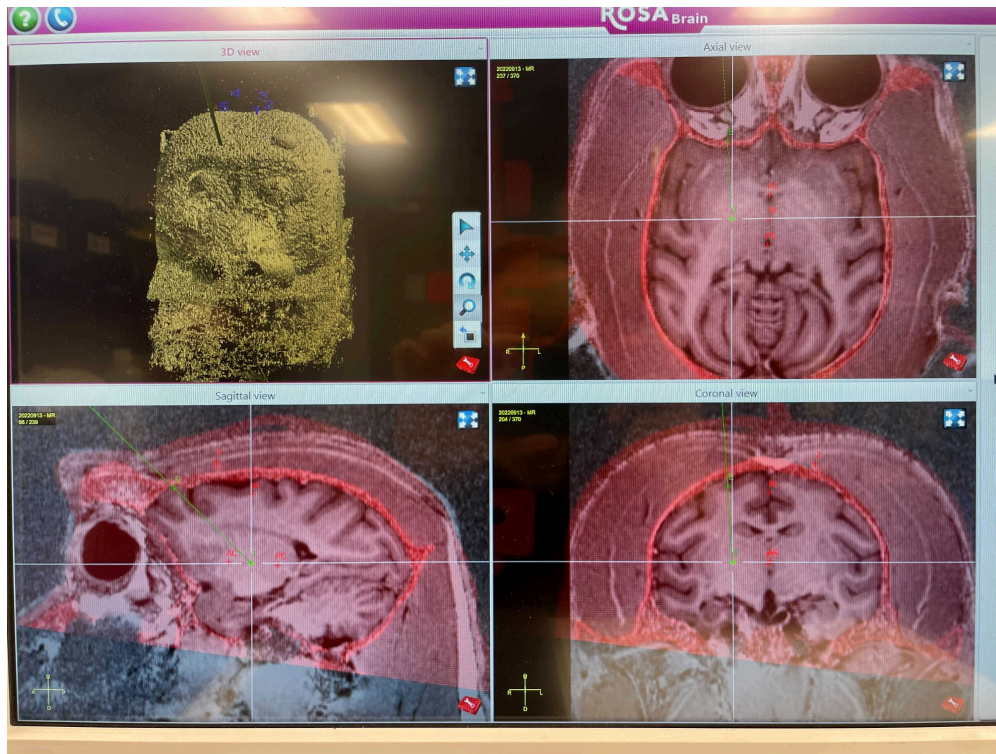 ROSA Brain
3D view
Axial view
20220913 - MR
237 / 370
R L
P
Sagittal view
Coronal view
20220913 - MR
96 / 239
20220913 - MR
204 / 370
AC
PC
A P
R L